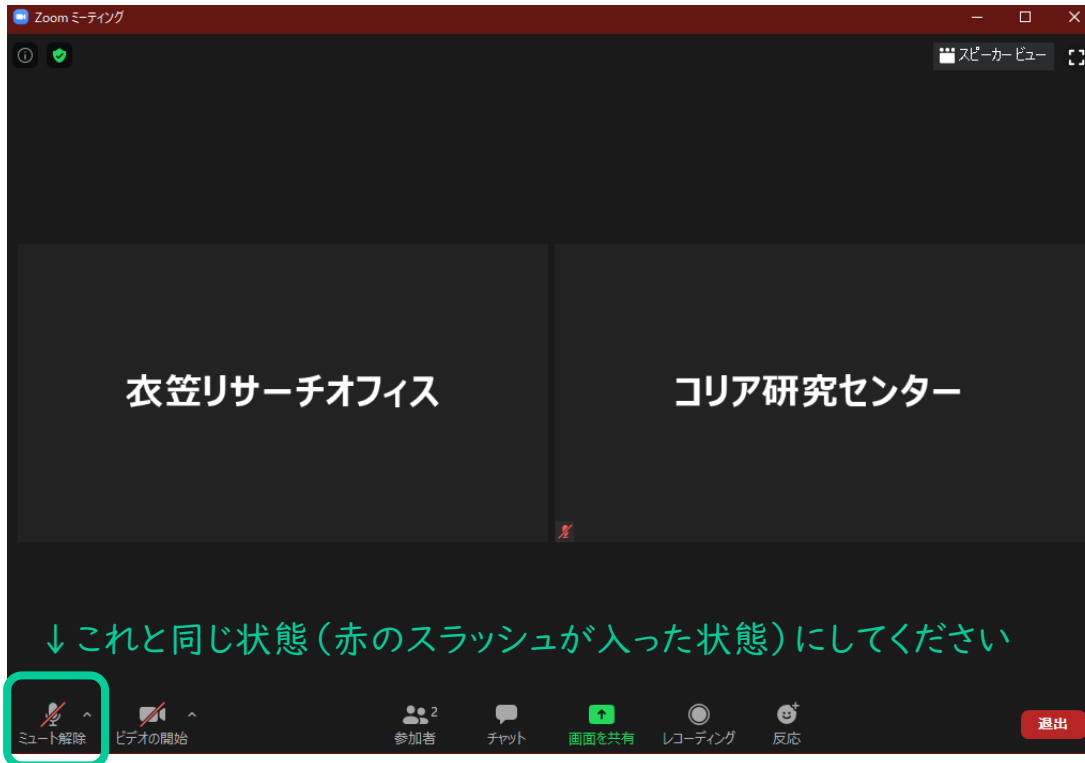 Zoom ミーティング
スピーカー ビュー
衣笠リサーチオフィス
コリア研究センター
↓これと同じ状態(赤のスラッシュが入った状態)にしてください
2
ミュート解除
ビデオの開始
参加者
チャット
画面を共有
レコーディング
反応
退出